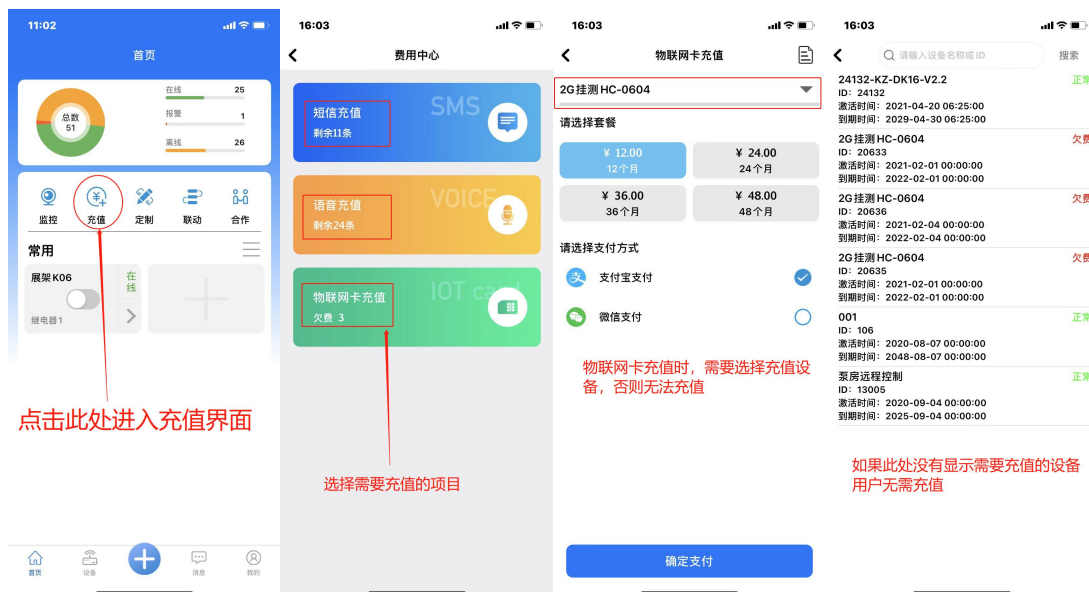 11:02
首页
总数
51
在线 25
报警 1
离线 26
监控 充值 定制 联动 合作
常用
展架K06
在线
继电器1
点击此处进入充值界面
首页 设备 消息 我的
16:03
费用中心
短信充值
剩余11条
SMS
语音充值
剩余24条
VOICE
物联网卡充值
欠费 3
IOT card
选择需要充值的项目
16:03
物联网卡充值
2G挂测HC-0604
请选择套餐
¥ 12.00
12个月
¥ 24.00
24个月
¥ 36.00
36个月
¥ 48.00
48个月
请选择支付方式
支付宝支付
微信支付
物联网卡充值时，需要选择充值设
备，否则无法充值
确定支付
16:03
请输入设备名称或ID 搜索
24132-KZ-DK16-V2.2 正常
ID: 24132
激活时间: 2021-04-20 06:25:00
到期时间: 2029-04-30 06:25:00
2G挂测HC-0604 欠费
ID: 20633
激活时间: 2021-02-01 00:00:00
到期时间: 2022-02-01 00:00:00
2G挂测HC-0604 欠费
ID: 20636
激活时间: 2021-02-04 00:00:00
到期时间: 2022-02-04 00:00:00
2G挂测HC-0604 欠费
ID: 20635
激活时间: 2021-02-01 00:00:00
到期时间: 2022-02-01 00:00:00
001 正常
ID: 106
激活时间: 2020-08-07 00:00:00
到期时间: 2048-08-07 00:00:00
泵房远程控制 正常
ID: 13005
激活时间: 2020-09-04 00:00:00
到期时间: 2025-09-04 00:00:00
如果此处没有显示需要充值的设备
用户无需充值